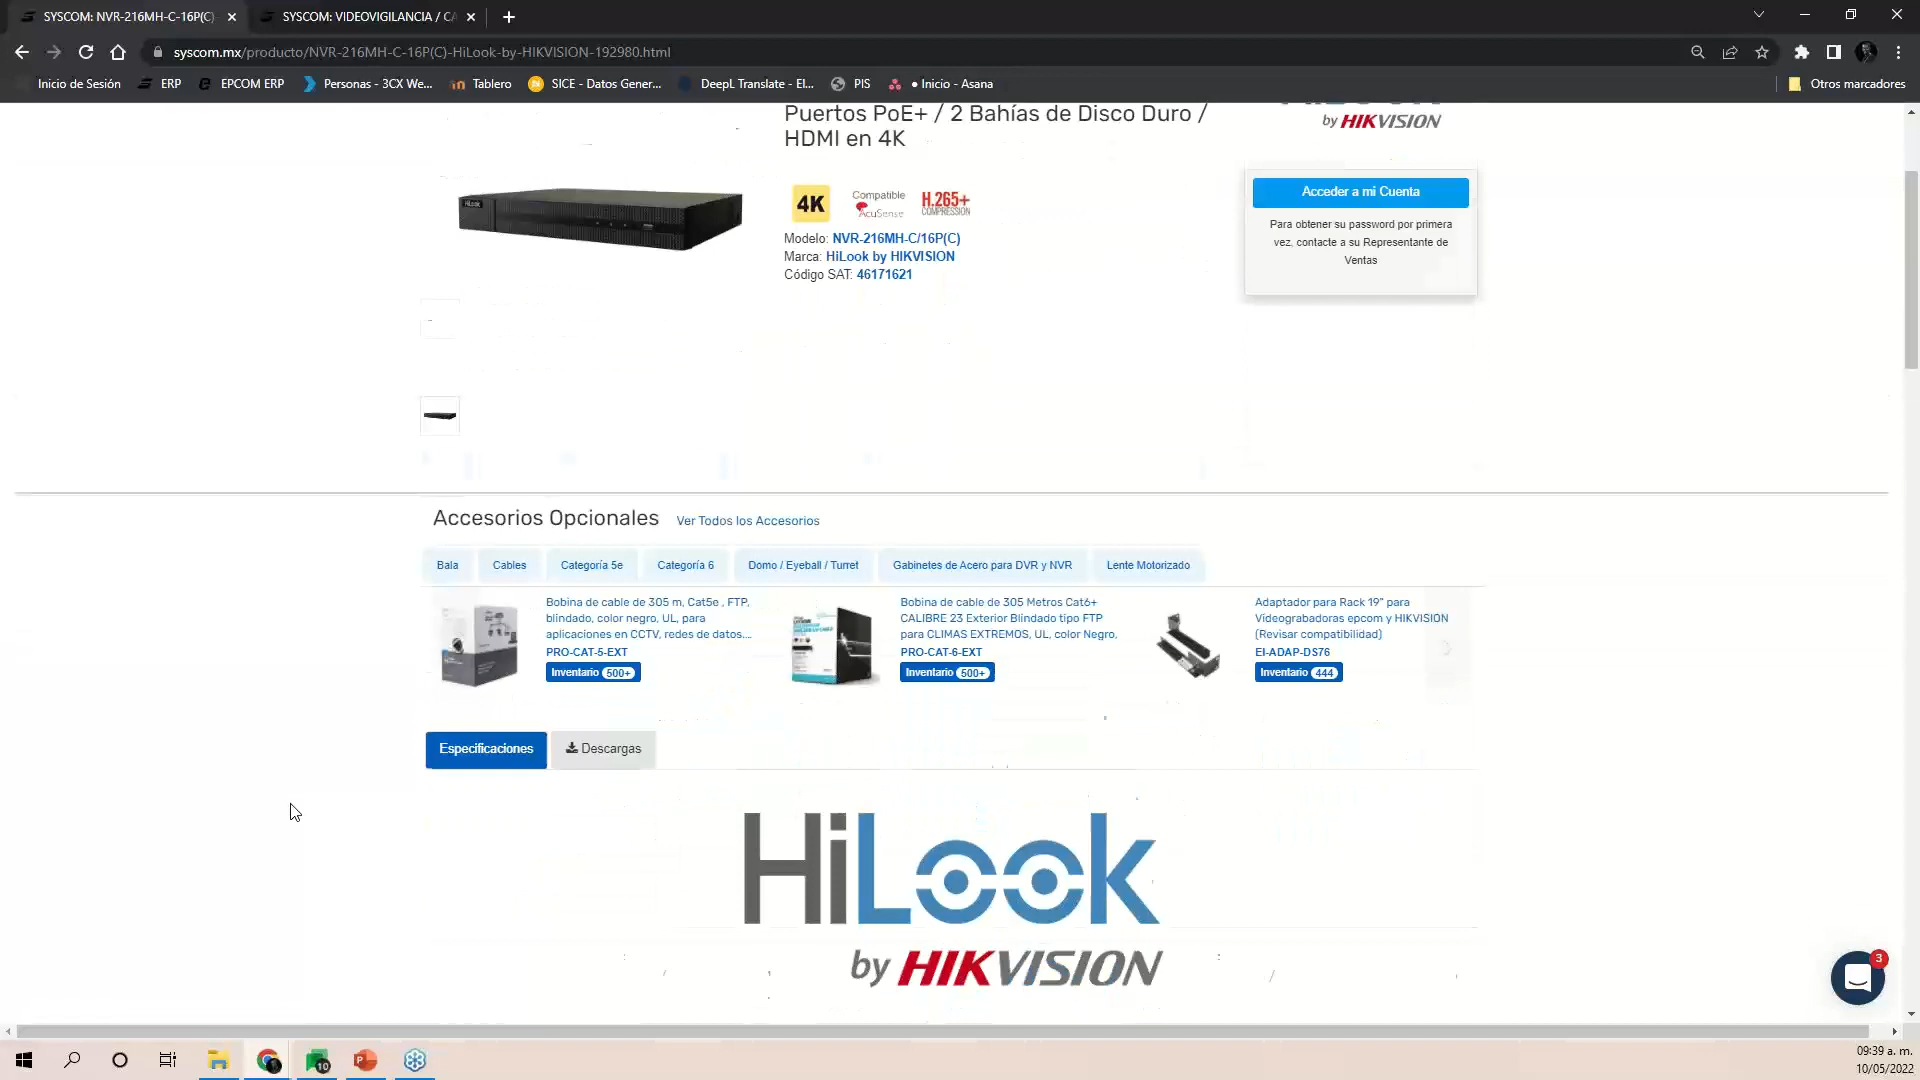 SYSCOM: NVR-216MH-C-16P(C)
SYSCOM: VIDEOVIGILANCIA / CA
syscom.mx/producto/NVR-216MH-C-16P(C)-HiLook-by-HIKVISION-192980.html
Inicio de Sesión
ERP
EPCOM ERP
Personas - 3CX We...
Tablero
SICE - Datos Gener...
DeepL Translate - El...
PIS
• Inicio - Asana
Otros marcadores
Puertos PoE+ / 2 Bahías de Disco Duro /
HDMI en 4K
by HIKVISION
HiLook
4K
Compatible
AcuSense
H.265+
COMPRESSION
Modelo: NVR-216MH-C/16P(C)
Marca: HiLook by HIKVISION
Código SAT: 46171621
Acceder a mi Cuenta
Para obtener su password por primera
vez, contacte a su Representante de
Ventas
Accesorios Opcionales
Ver Todos los Accesorios
Bala
Cables
Categoría 5e
Categoría 6
Domo / Eyeball / Turret
Gabinetes de Acero para DVR y NVR
Lente Motorizado
Bobina de cable de 305 m, Cat5e , FTP,
blindado, color negro, UL, para
aplicaciones en CCTV, redes de datos....
PRO-CAT-5-EXT
Inventario 500+
Bobina de cable de 305 Metros Cat6+
CALIBRE 23 Exterior Blindado tipo FTP
para CLIMAS EXTREMOS, UL, color Negro,
PRO-CAT-6-EXT
Inventario 500+
Adaptador para Rack 19" para
Videograbadoras epcom y HIKVISION
(Revisar compatibilidad)
EI-ADAP-DS76
Inventario 444
Especificaciones
Descargas
HiLook
by HIKVISION
3
10
09:39 a. m.
10/05/2022